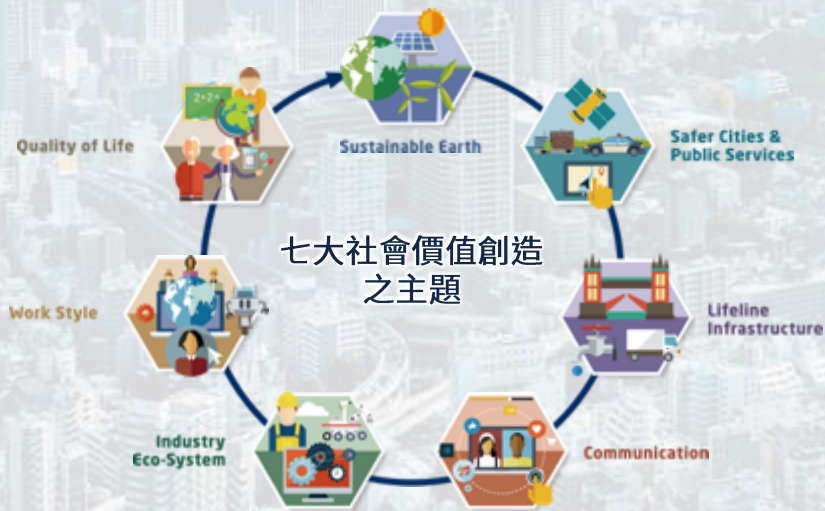 Sustainable Earth
Safer Cities &
Public Services
Lifeline
Infrastructure
Communication
Industry
Eco-System
Work Style
Quality of Life
七大社會價值創造
之主題